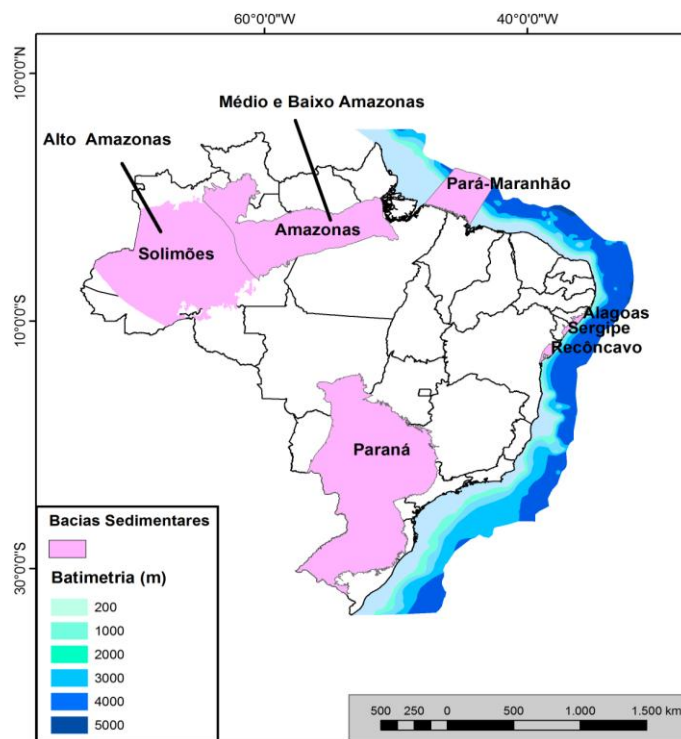 60°0'0"W
40°0'0"W
10°0'0"N
10°0'0"S
30°0'0"S
Médio e Baixo Amazonas
Alto Amazonas
Pará-Maranhão
Amazonas
Solimões
Alagoas
Sergipe
Recôncavo
Paraná
Bacias Sedimentares
Batimetria (m)
200
1000
2000
3000
4000
5000
500 250 0 500 1.000 1.500 km